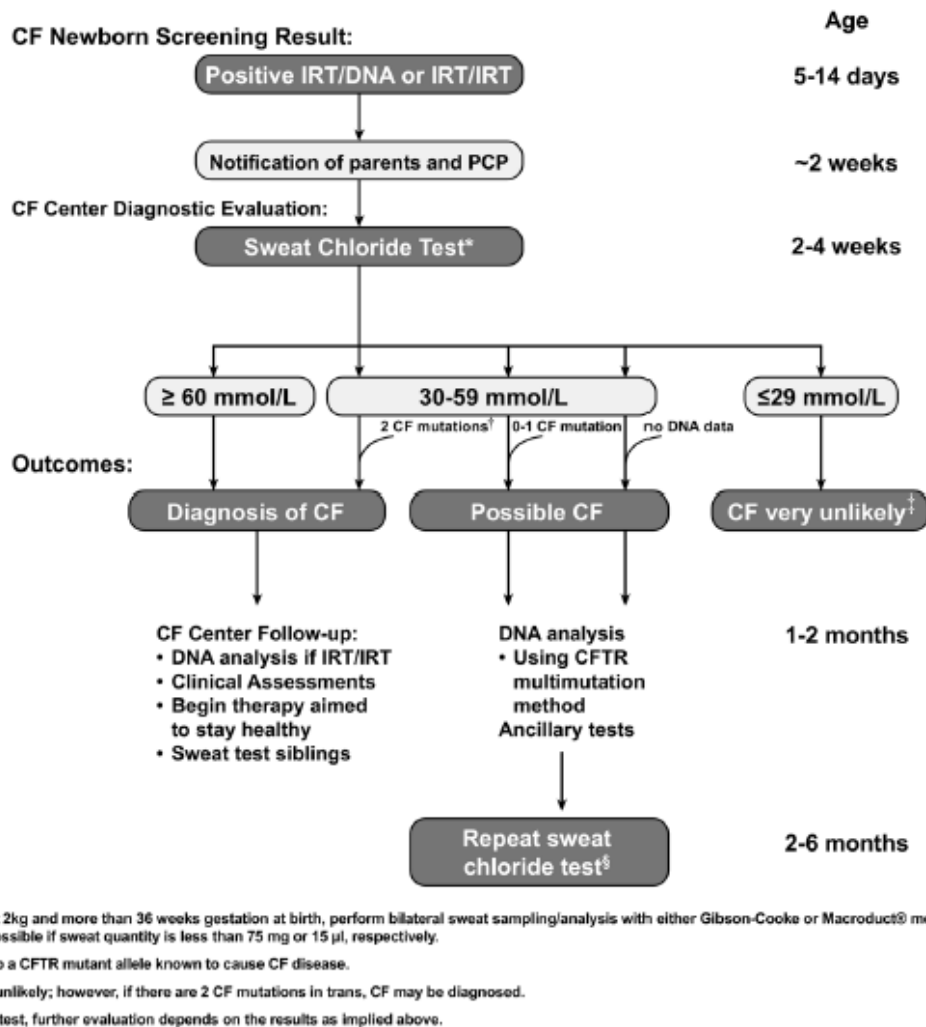 Age
CF Newborn Screening Result:
Positive IRT/DNA or IRT/IRT
5-14 days
Notification of parents and PCP
~2 weeks
CF Center Diagnostic Evaluation:
Sweat Chloride Test*
2-4 weeks
≥ 60 mmol/L
30-59 mmol/L
≤29 mmol/L
2 CF mutations†
0-1 CF mutation
no DNA data
Outcomes:
Diagnosis of CF
Possible CF
CF very unlikely‡
CF Center Follow-up:
• DNA analysis if IRT/IRT
• Clinical Assessments
• Begin therapy aimed
to stay healthy
• Sweat test siblings
DNA analysis
• Using CFTR
multimutation
method
Ancillary tests
1-2 months
Repeat sweat
chloride test§
2-6 months
2kg and more than 36 weeks gestation at birth, perform bilateral sweat sampling/analysis with either Gibson-Cooke or Macroduct®
if sweat quantity is less than 75 mg or 15 µl, respectively.
a CFTR mutant allele known to cause CF disease.
unlikely; however, if there are 2 CF mutations in trans, CF may be diagnosed.
test, further evaluation depends on the results as implied above.